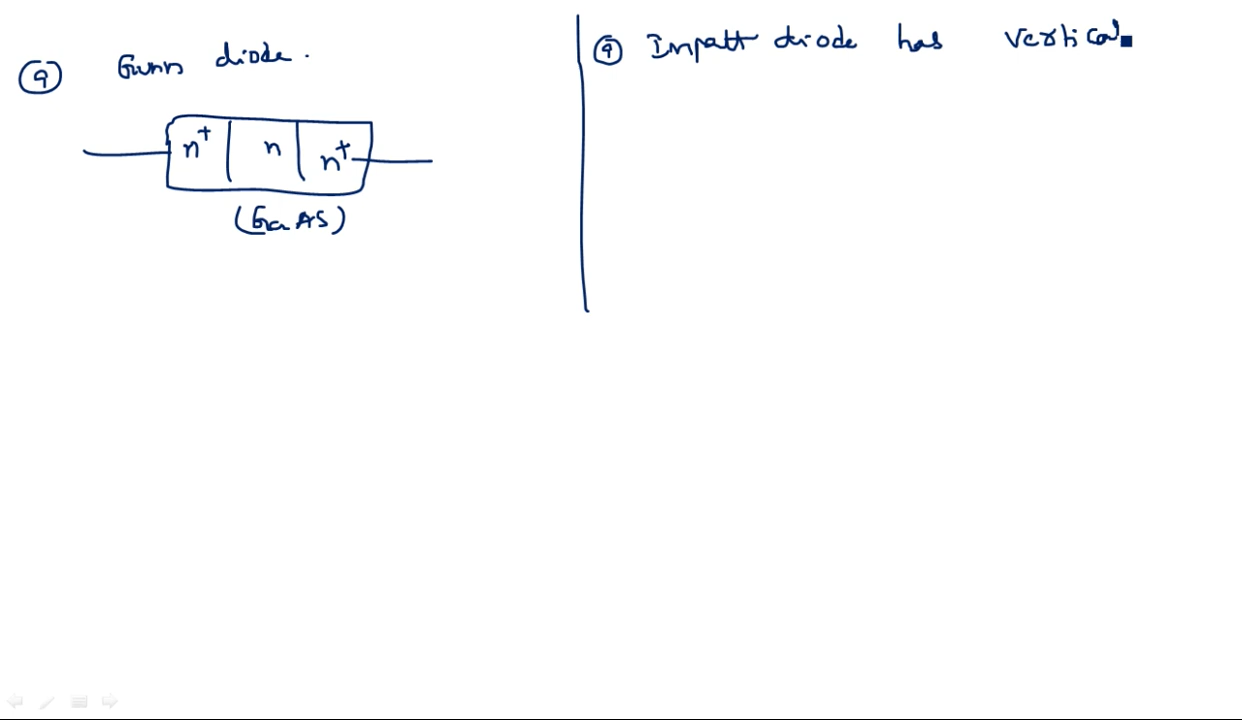 9 Gunn diode.
n+ n n+
(GaAS)
9 Impatt diode has vertical